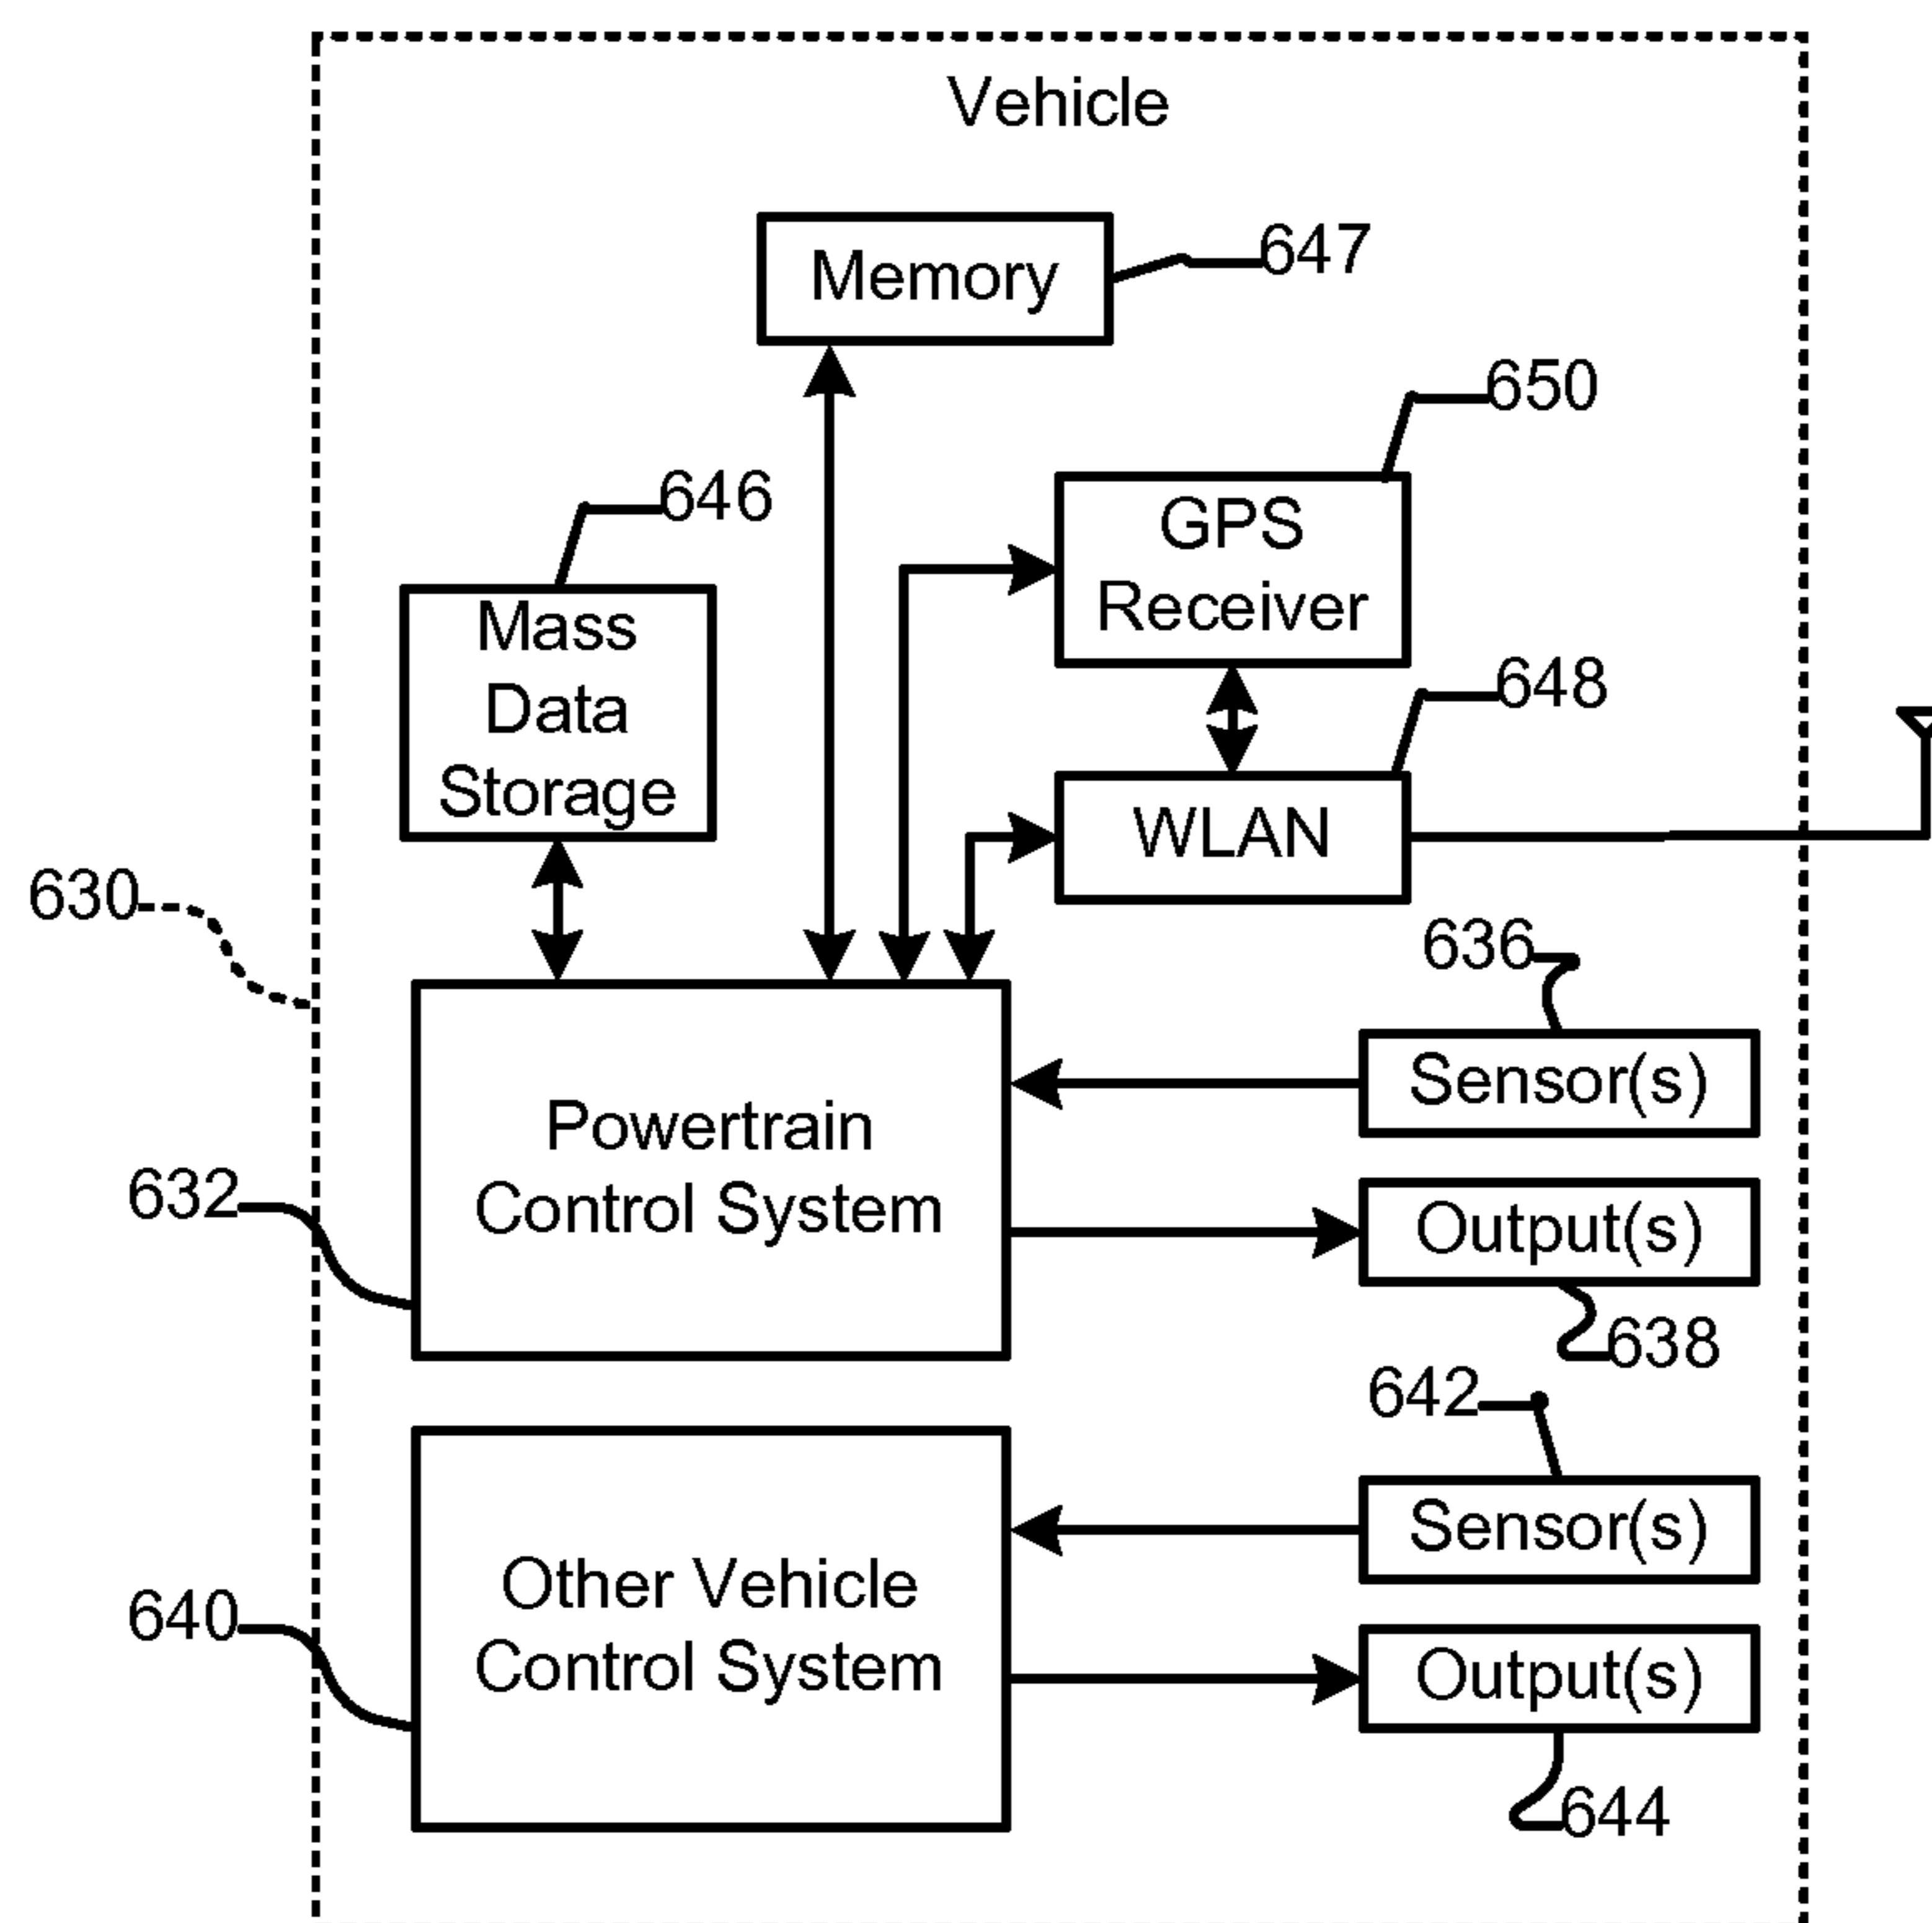 Vehicle
Memory
647
650
GPS
Receiver
646
Mass
Data
Storage
648
WLAN
630
636
Sensor(s)
Powertrain
Control System
632
Output(s)
638
642
Sensor(s)
Other Vehicle
Control System
640
Output(s)
644